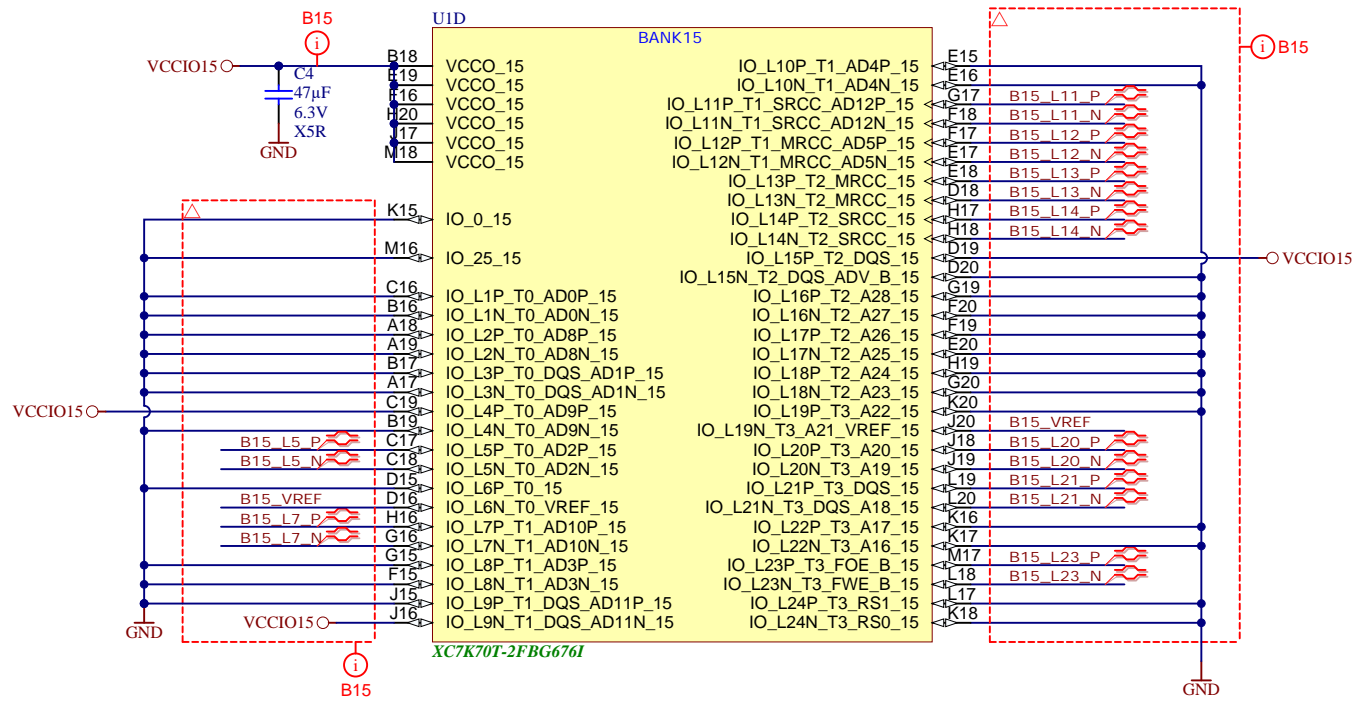 B15
i
U1D
BANK15
VCCIO15
C4
47µF
6.3V
X5R
GND
B18 VCCO_15
E19 VCCO_15
F16 VCCO_15
H20 VCCO_15
J17 VCCO_15
M18 VCCO_15
K15 IO_0_15
M16 IO_25_15
C16 IO_L1P_T0_AD0P_15
B16 IO_L1N_T0_AD0N_15
A18 IO_L2P_T0_AD8P_15
A19 IO_L2N_T0_AD8N_15
B17 IO_L3P_T0_DQS_AD1P_15
A17 IO_L3N_T0_DQS_AD1N_15
VCCIO15 C19 IO_L4P_T0_AD9P_15
B19 IO_L4N_T0_AD9N_15
B15_L5_P C17 IO_L5P_T0_AD2P_15
B15_L5_N C18 IO_L5N_T0_AD2N_15
D15 IO_L6P_T0_15
B15_VREF D16 IO_L6N_T0_VREF_15
B15_L7_P H16 IO_L7P_T1_AD10P_15
B15_L7_N G16 IO_L7N_T1_AD10N_15
G15 IO_L8P_T1_AD3P_15
F15 IO_L8N_T1_AD3N_15
J15 IO_L9P_T1_DQS_AD11P_15
VCCIO15 J16 IO_L9N_T1_DQS_AD11N_15
GND
i
B15
XC7K70T-2FBG676I
IO_L10P_T1_AD4P_15 E15
IO_L10N_T1_AD4N_15 E16
IO_L11P_T1_SRCC_AD12P_15 G17 B15_L11_P
IO_L11N_T1_SRCC_AD12N_15 F18 B15_L11_N
IO_L12P_T1_MRCC_AD5P_15 F17 B15_L12_P
IO_L12N_T1_MRCC_AD5N_15 E17 B15_L12_N
IO_L13P_T2_MRCC_15 E18 B15_L13_P
IO_L13N_T2_MRCC_15 D18 B15_L13_N
IO_L14P_T2_SRCC_15 H17 B15_L14_P
IO_L14N_T2_SRCC_15 H18 B15_L14_N
IO_L15P_T2_DQS_15 D19 VCCIO15
IO_L15N_T2_DQS_ADV_B_15 D20
IO_L16P_T2_A28_15 G19
IO_L16N_T2_A27_15 F20
IO_L17P_T2_A26_15 F19
IO_L17N_T2_A25_15 E20
IO_L18P_T2_A24_15 H19
IO_L18N_T2_A23_15 G20
IO_L19P_T3_A22_15 K20
IO_L19N_T3_A21_VREF_15 J20 B15_VREF
IO_L20P_T3_A20_15 J18 B15_L20_P
IO_L20N_T3_A19_15 J19 B15_L20_N
IO_L21P_T3_DQS_15 L19 B15_L21_P
IO_L21N_T3_DQS_A18_15 L20 B15_L21_N
IO_L22P_T3_A17_15 K16
IO_L22N_T3_A16_15 K17
IO_L23P_T3_FOE_B_15 M17 B15_L23_P
IO_L23N_T3_FWE_B_15 L18 B15_L23_N
IO_L24P_T3_RS1_15 L17
IO_L24N_T3_RS0_15 K18
GND
i B15